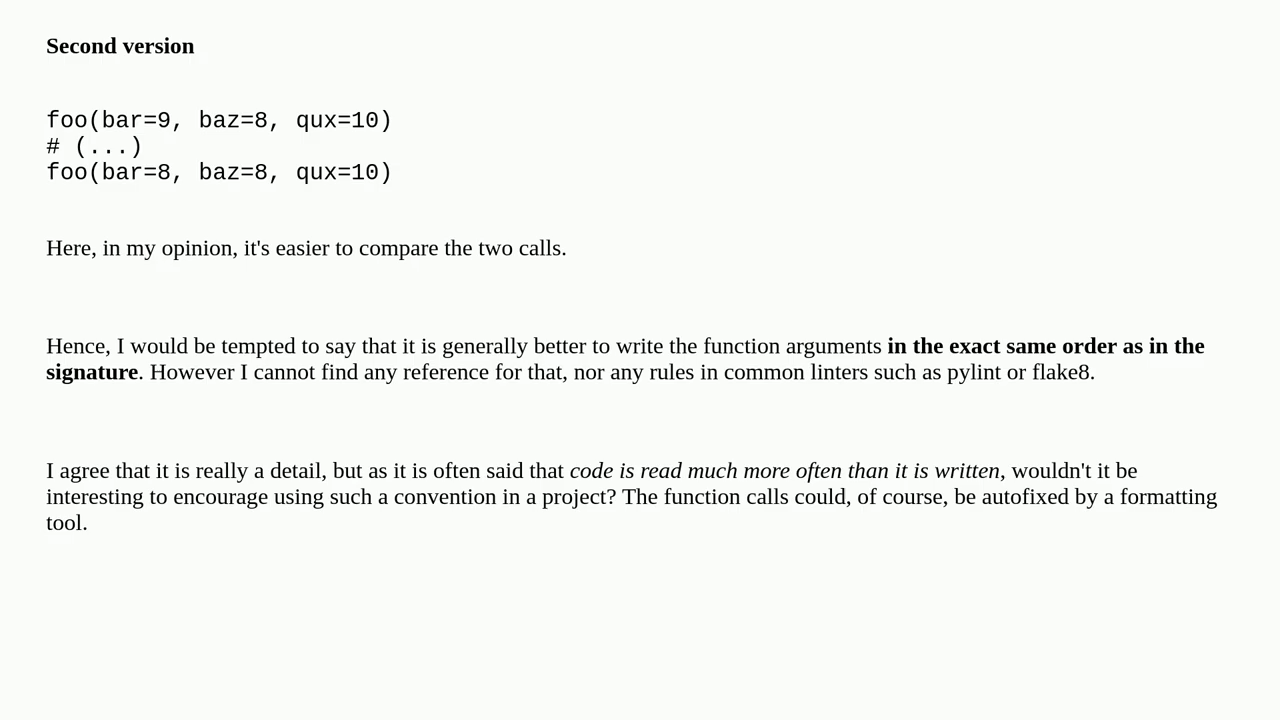 Second version
foo(bar=9, baz=8, qux=10)
# (...)
foo(bar=8, baz=8, qux=10)
Here, in my opinion, it's easier to compare the two calls.
Hence, I would be tempted to say that it is generally better to write the function arguments in the exact same order as in the
signature. However I cannot find any reference for that, nor any rules in common linters such as pylint or flake8.
I agree that it is really a detail, but as it is often said that code is read much more often than it is written, wouldn't it be
interesting to encourage using such a convention in a project? The function calls could, of course, be autofixed by a formatting
tool.